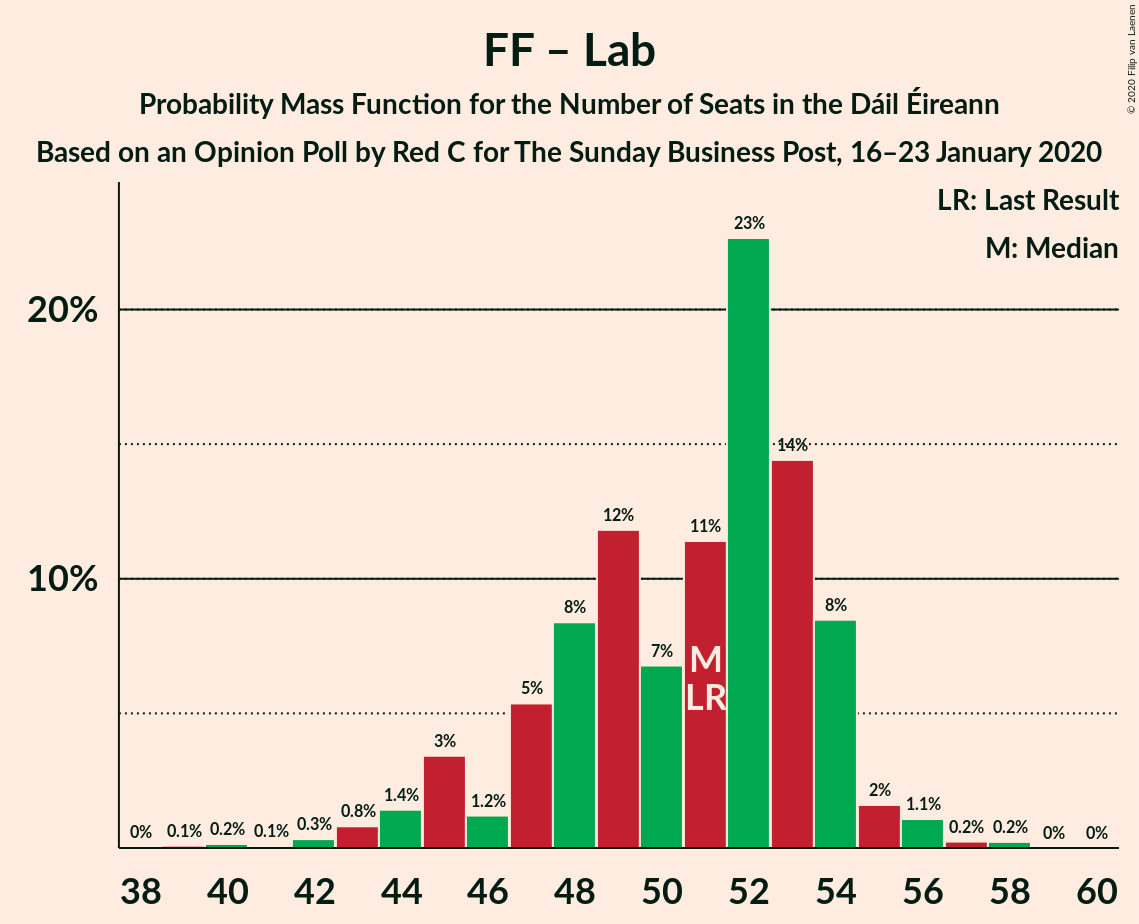 FF – Lab
Probability Mass Function for the Number of Seats in the Dáil Éireann
Based on an Opinion Poll by Red C for The Sunday Business Post, 16–23 January 2020
© 2020 Filip van Laenen
LR: Last Result
M: Median
20%
10%
0%
0.1%
0.2%
0.1%
0.3%
0.8%
1.4%
3%
1.2%
5%
8%
12%
7%
11%
23%
14%
8%
2%
1.1%
0.2%
0.2%
0%
0%
M
LR
38 40 42 44 46 48 50 52 54 56 58 60